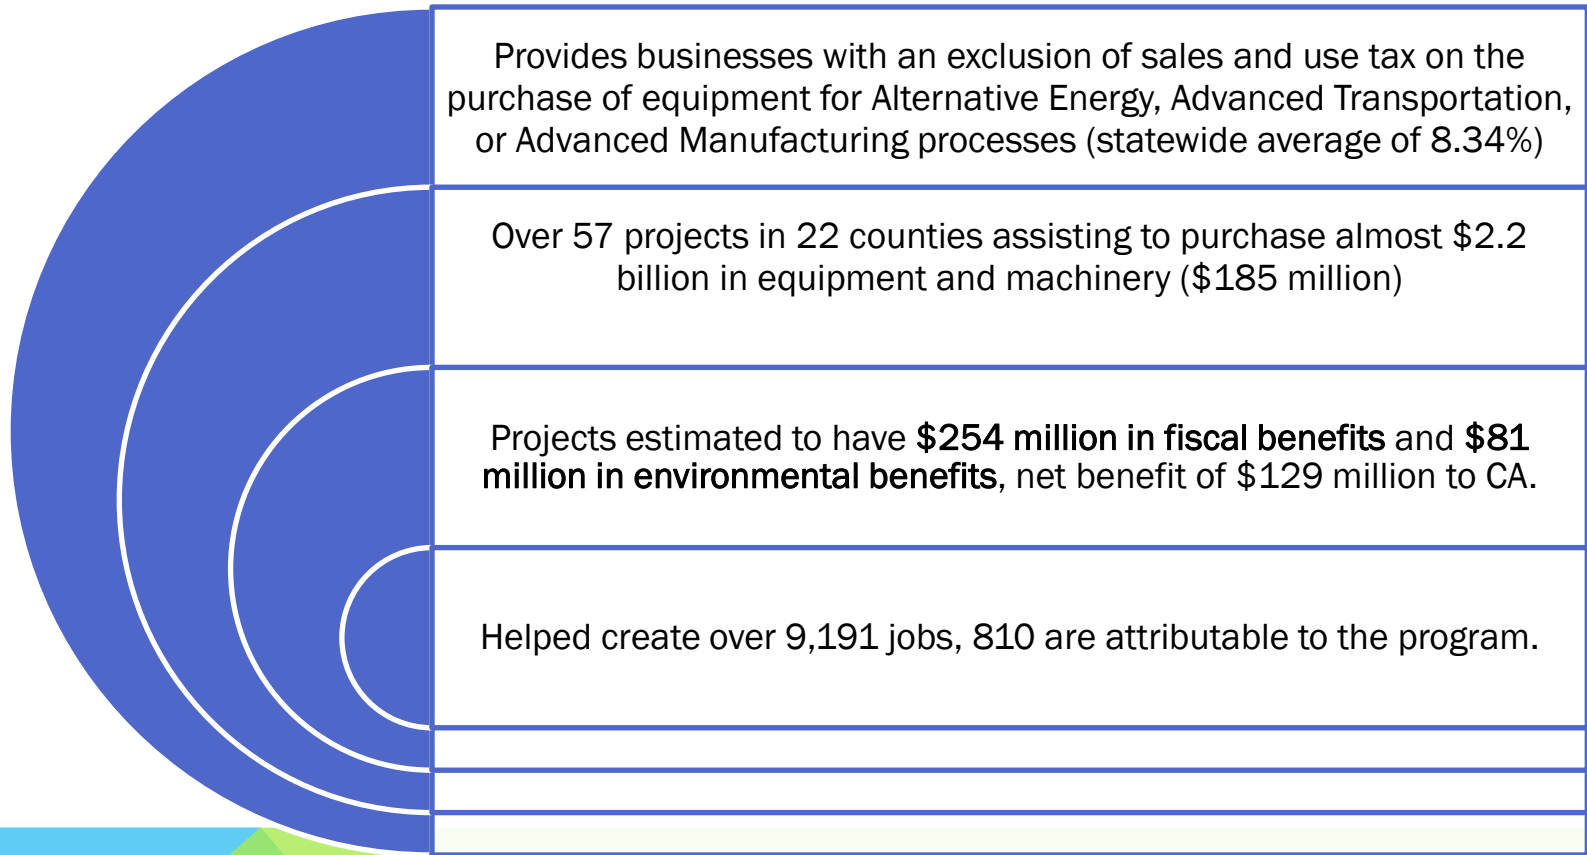 Provides businesses with an exclusion of sales and use tax on the
purchase of equipment for Alternative Energy, Advanced Transportation,
or Advanced Manufacturing processes (statewide average of 8.34%)
Over 57 projects in 22 counties assisting to purchase almost $2.2
billion in equipment and machinery ($185 million)
Projects estimated to have $254 million in fiscal benefits and $81
million in environmental benefits, net benefit of $129 million to CA.
Helped create over 9,191 jobs, 810 are attributable to the program.